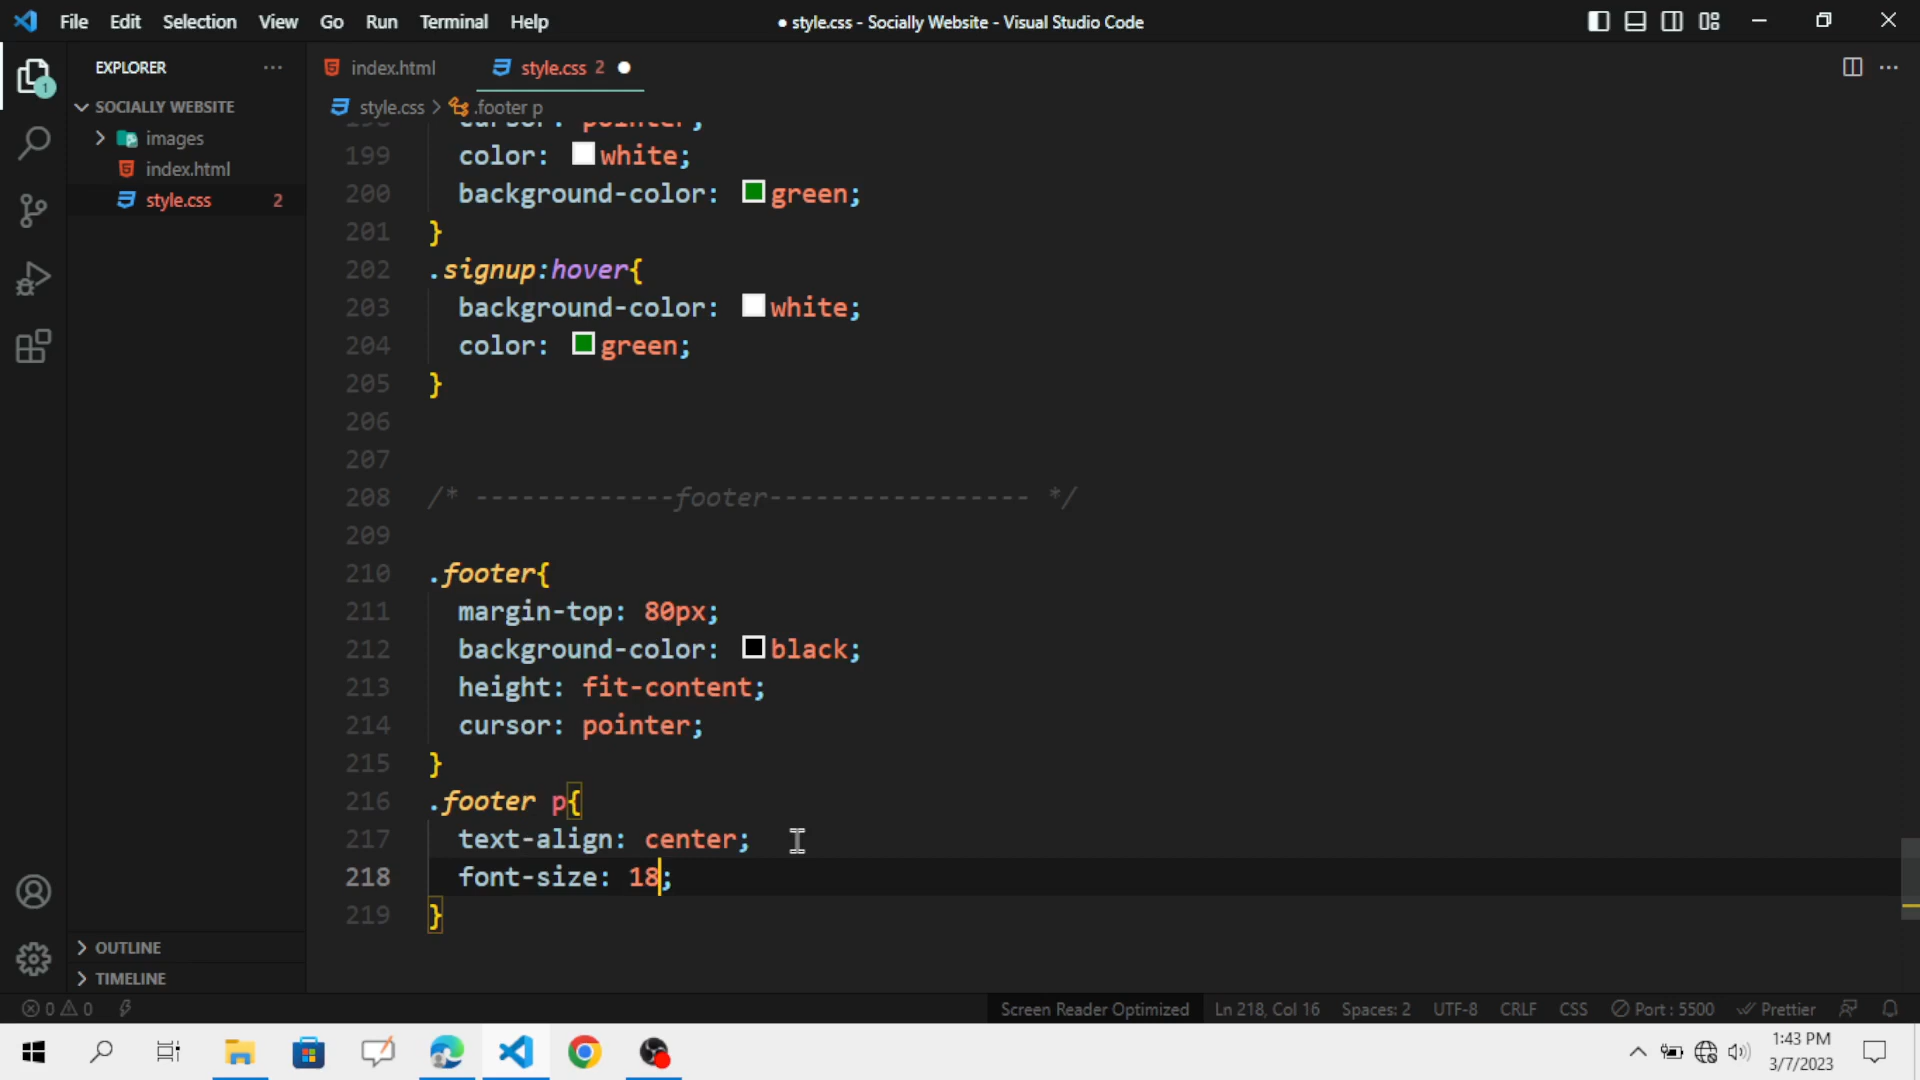 File Edit Selection View Go Run Terminal Help
● style.css - Socially Website - Visual Studio Code
EXPLORER
SOCIALLY WEBSITE
images
index.html
style.css 2
OUTLINE
TIMELINE
index.html
style.css 2
style.css > .footer p
198 cursor: pointer;
199 color: white;
200 background-color: green;
201 }
202 .signup:hover{
203 background-color: white;
204 color: green;
205 }
206
207
208 /* -------------footer----------------- */
209
210 .footer{
211 margin-top: 80px;
212 background-color: black;
213 height: fit-content;
214 cursor: pointer;
215 }
216 .footer p{
217 text-align: center;
218 font-size: 18;
219 }
1
0 0 Screen Reader Optimized Ln 218, Col 16 Spaces: 2 UTF-8 CRLF CSS Port : 5500 Prettier
1:43 PM
3/7/2023